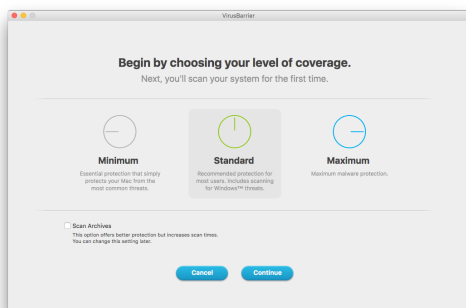 VirusBarrier
Begin by choosing your level of coverage.
Next, you'll scan your system for the first time.
Minimum
Essential protection that simply
protects your Mac from the
most common threats.
Standard
Recommended protection for
most users. Includes scanning
for Windows™ threats.
Maximum
Maximum malware protection.
Scan Archives
This option offers better protection but increases scan times.
You can change this setting later.
Cancel
Continue